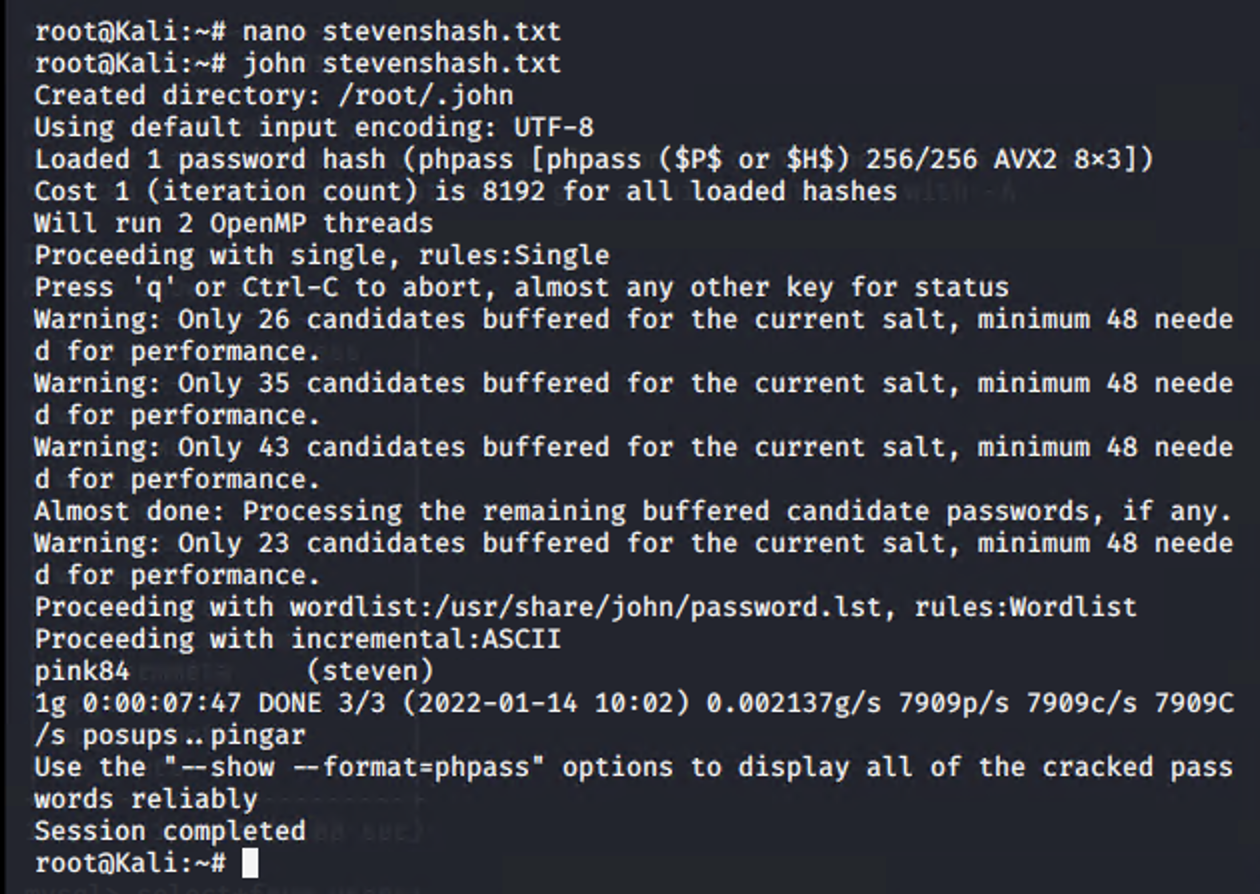 root@Kali:~# nano stevenshash.txt
root@Kali:~# john stevenshash.txt
Created directory: /root/.john
Using default input encoding: UTF-8
Loaded 1 password hash (phpass [phpass ($P$ or $H$) 256/256 AVX2 8×3])
Cost 1 (iteration count) is 8192 for all loaded hashes
Will run 2 OpenMP threads
Proceeding with single, rules:Single
Press 'q' or Ctrl-C to abort, almost any other key for status
Warning: Only 26 candidates buffered for the current salt, minimum 48 neede
d for performance.
Warning: Only 35 candidates buffered for the current salt, minimum 48 neede
d for performance.
Warning: Only 43 candidates buffered for the current salt, minimum 48 neede
d for performance.
Almost done: Processing the remaining buffered candidate passwords, if any.
Warning: Only 23 candidates buffered for the current salt, minimum 48 neede
d for performance.
Proceeding with wordlist:/usr/share/john/password.lst, rules:Wordlist
Proceeding with incremental:ASCII
pink84           (steven)
1g 0:00:07:47 DONE 3/3 (2022-01-14 10:02) 0.002137g/s 7909p/s 7909c/s 7909C
/s posups..pingar
Use the "--show --format=phpass" options to display all of the cracked pass
words reliably
Session completed
root@Kali:~#